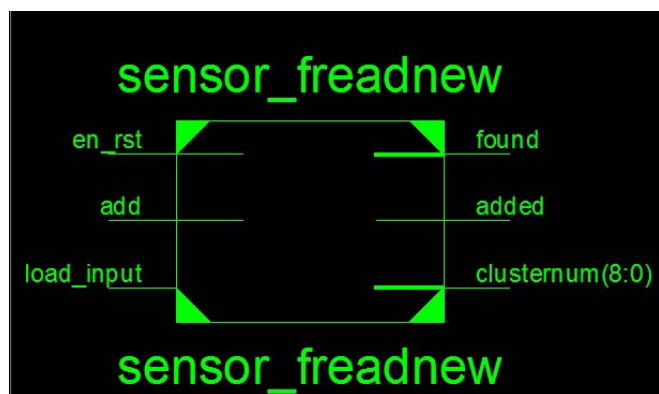 sensor_freadnew
en_rst
found
add
added
load_input
clusternum(8:0)
sensor_freadnew